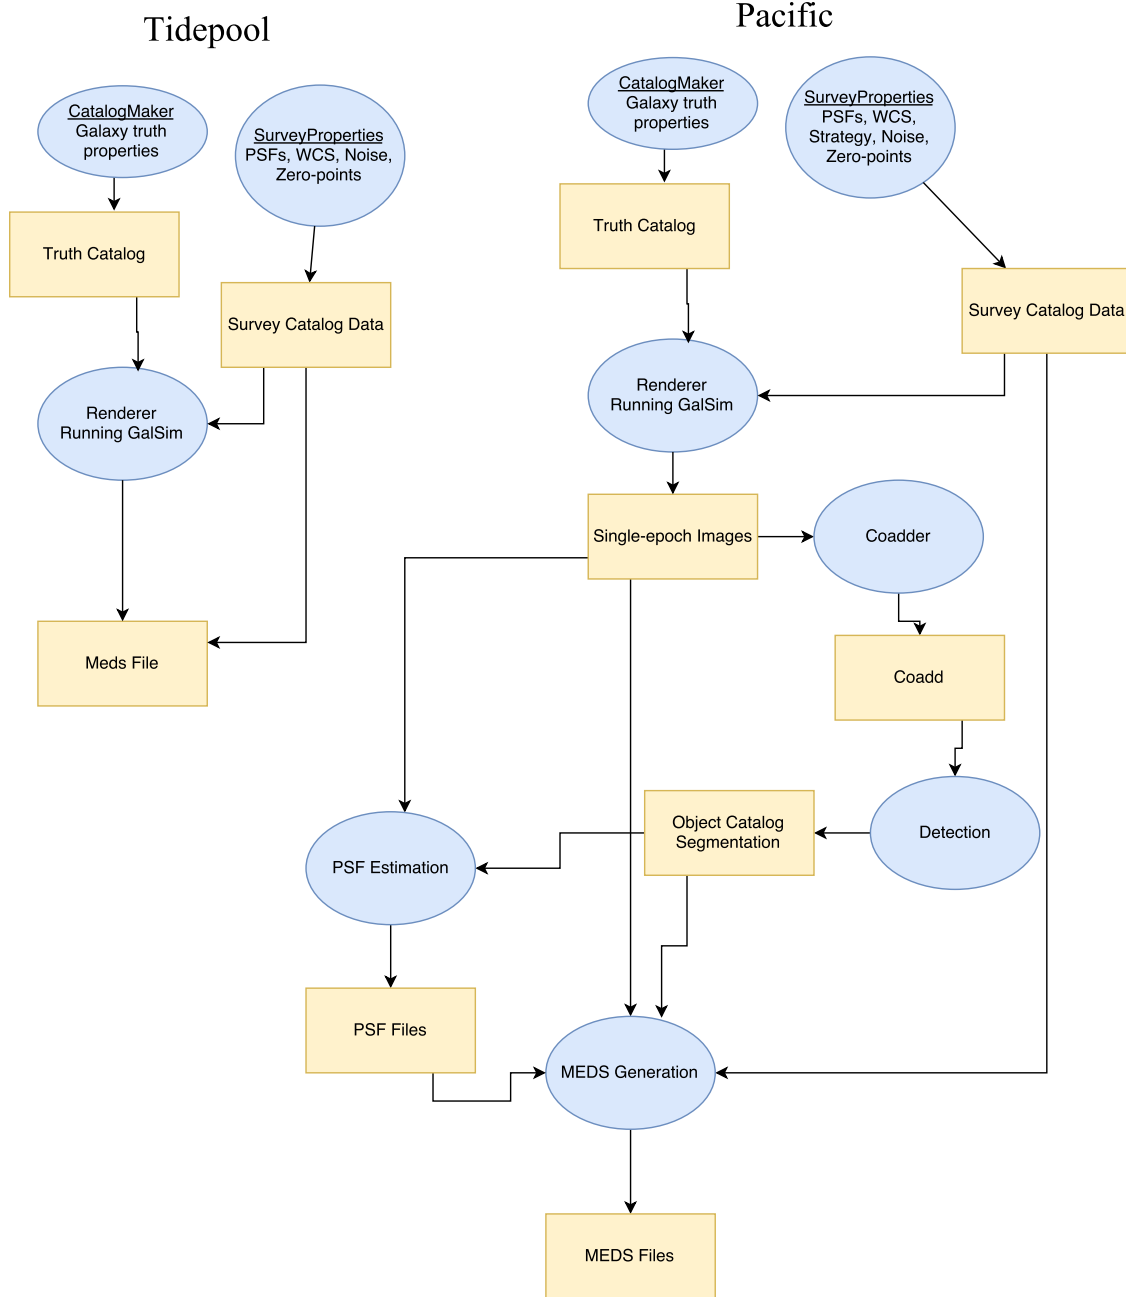 Tidepool
CatalogMaker
Galaxy truth
properties
SurveyProperties
PSFs, WCS, Noise,
Zero-points
Truth Catalog
Survey Catalog Data
Renderer
Running GalSim
Meds File
Pacific
CatalogMaker
Galaxy truth
properties
SurveyProperties
PSFs, WCS,
Strategy, Noise,
Zero-points
Truth Catalog
Survey Catalog Data
Renderer
Running GalSim
Single-epoch Images
Coadder
Coadd
Object Catalog
Segmentation
Detection
PSF Estimation
PSF Files
MEDS Generation
MEDS Files